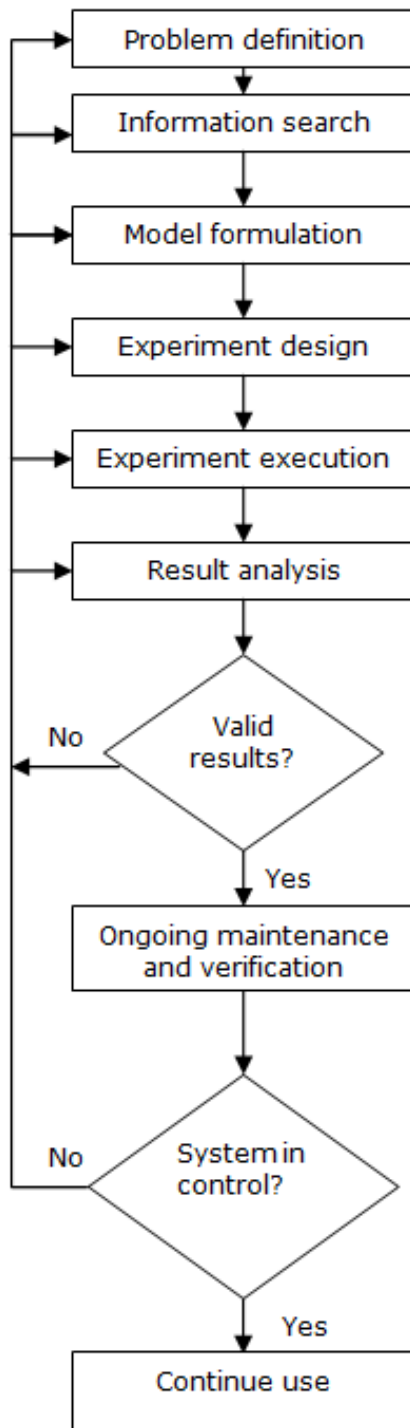 Problem definition
Information search
Model formulation
Experiment design
Experiment execution
Result analysis
Valid
results?
No
Yes
Ongoing maintenance
and verification
System in
control?
No
Yes
Continue use